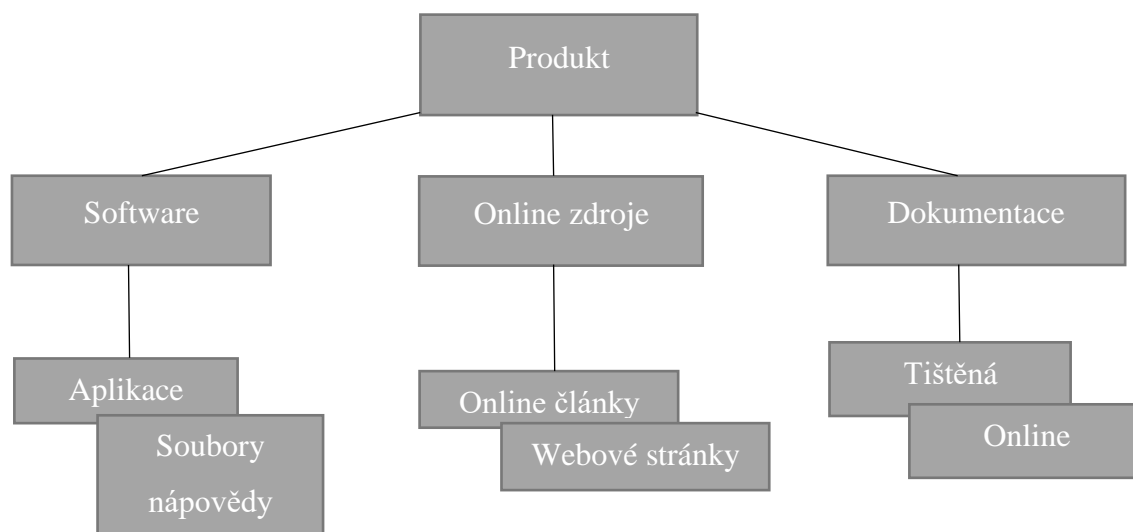 Produkt
Software
Online zdroje
Dokumentace
Aplikace
Soubory
nápovědy
Online články
Webové stránky
Tištěná
Online